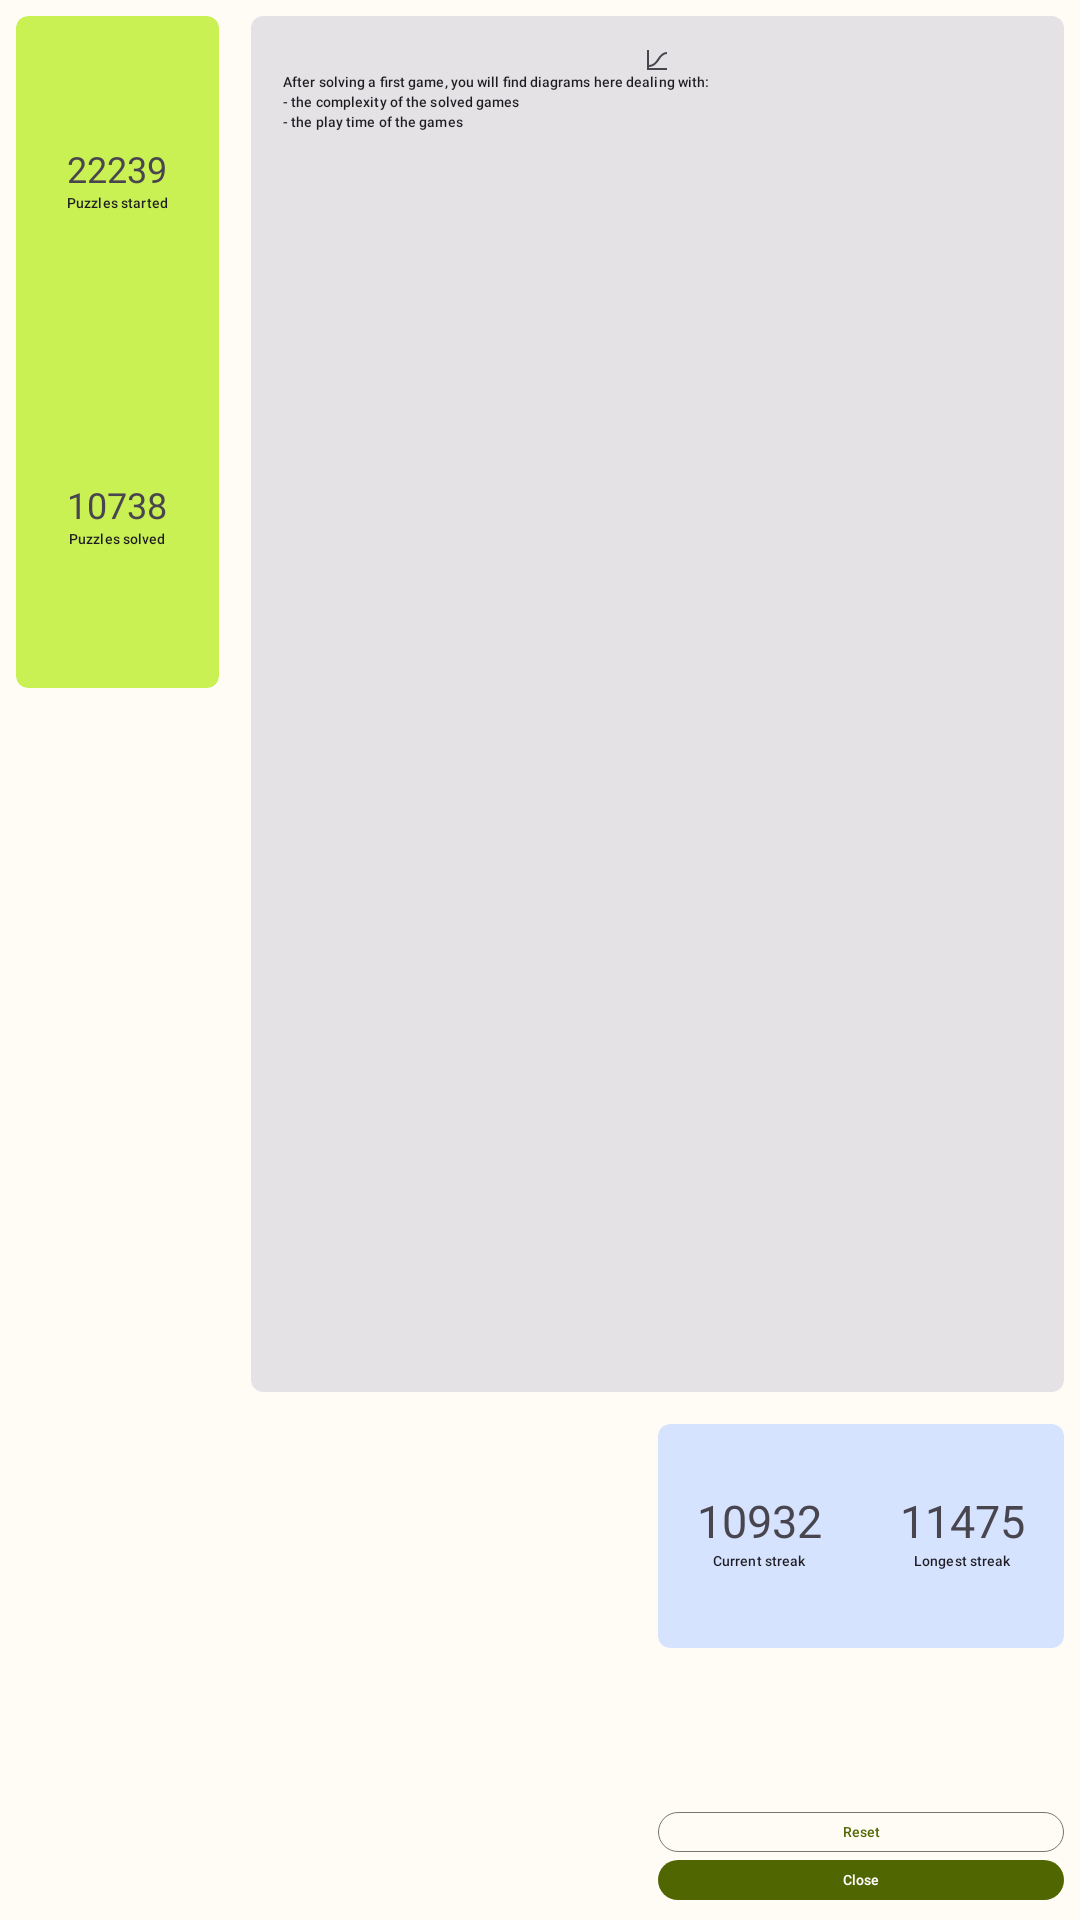 22239
Puzzles started
10738
Puzzles solved
After solving a first game, you will find diagrams here dealing with:
- the complexity of the solved games
- the play time of the games
10932
Current streak
11475
Longest streak
Reset
Close